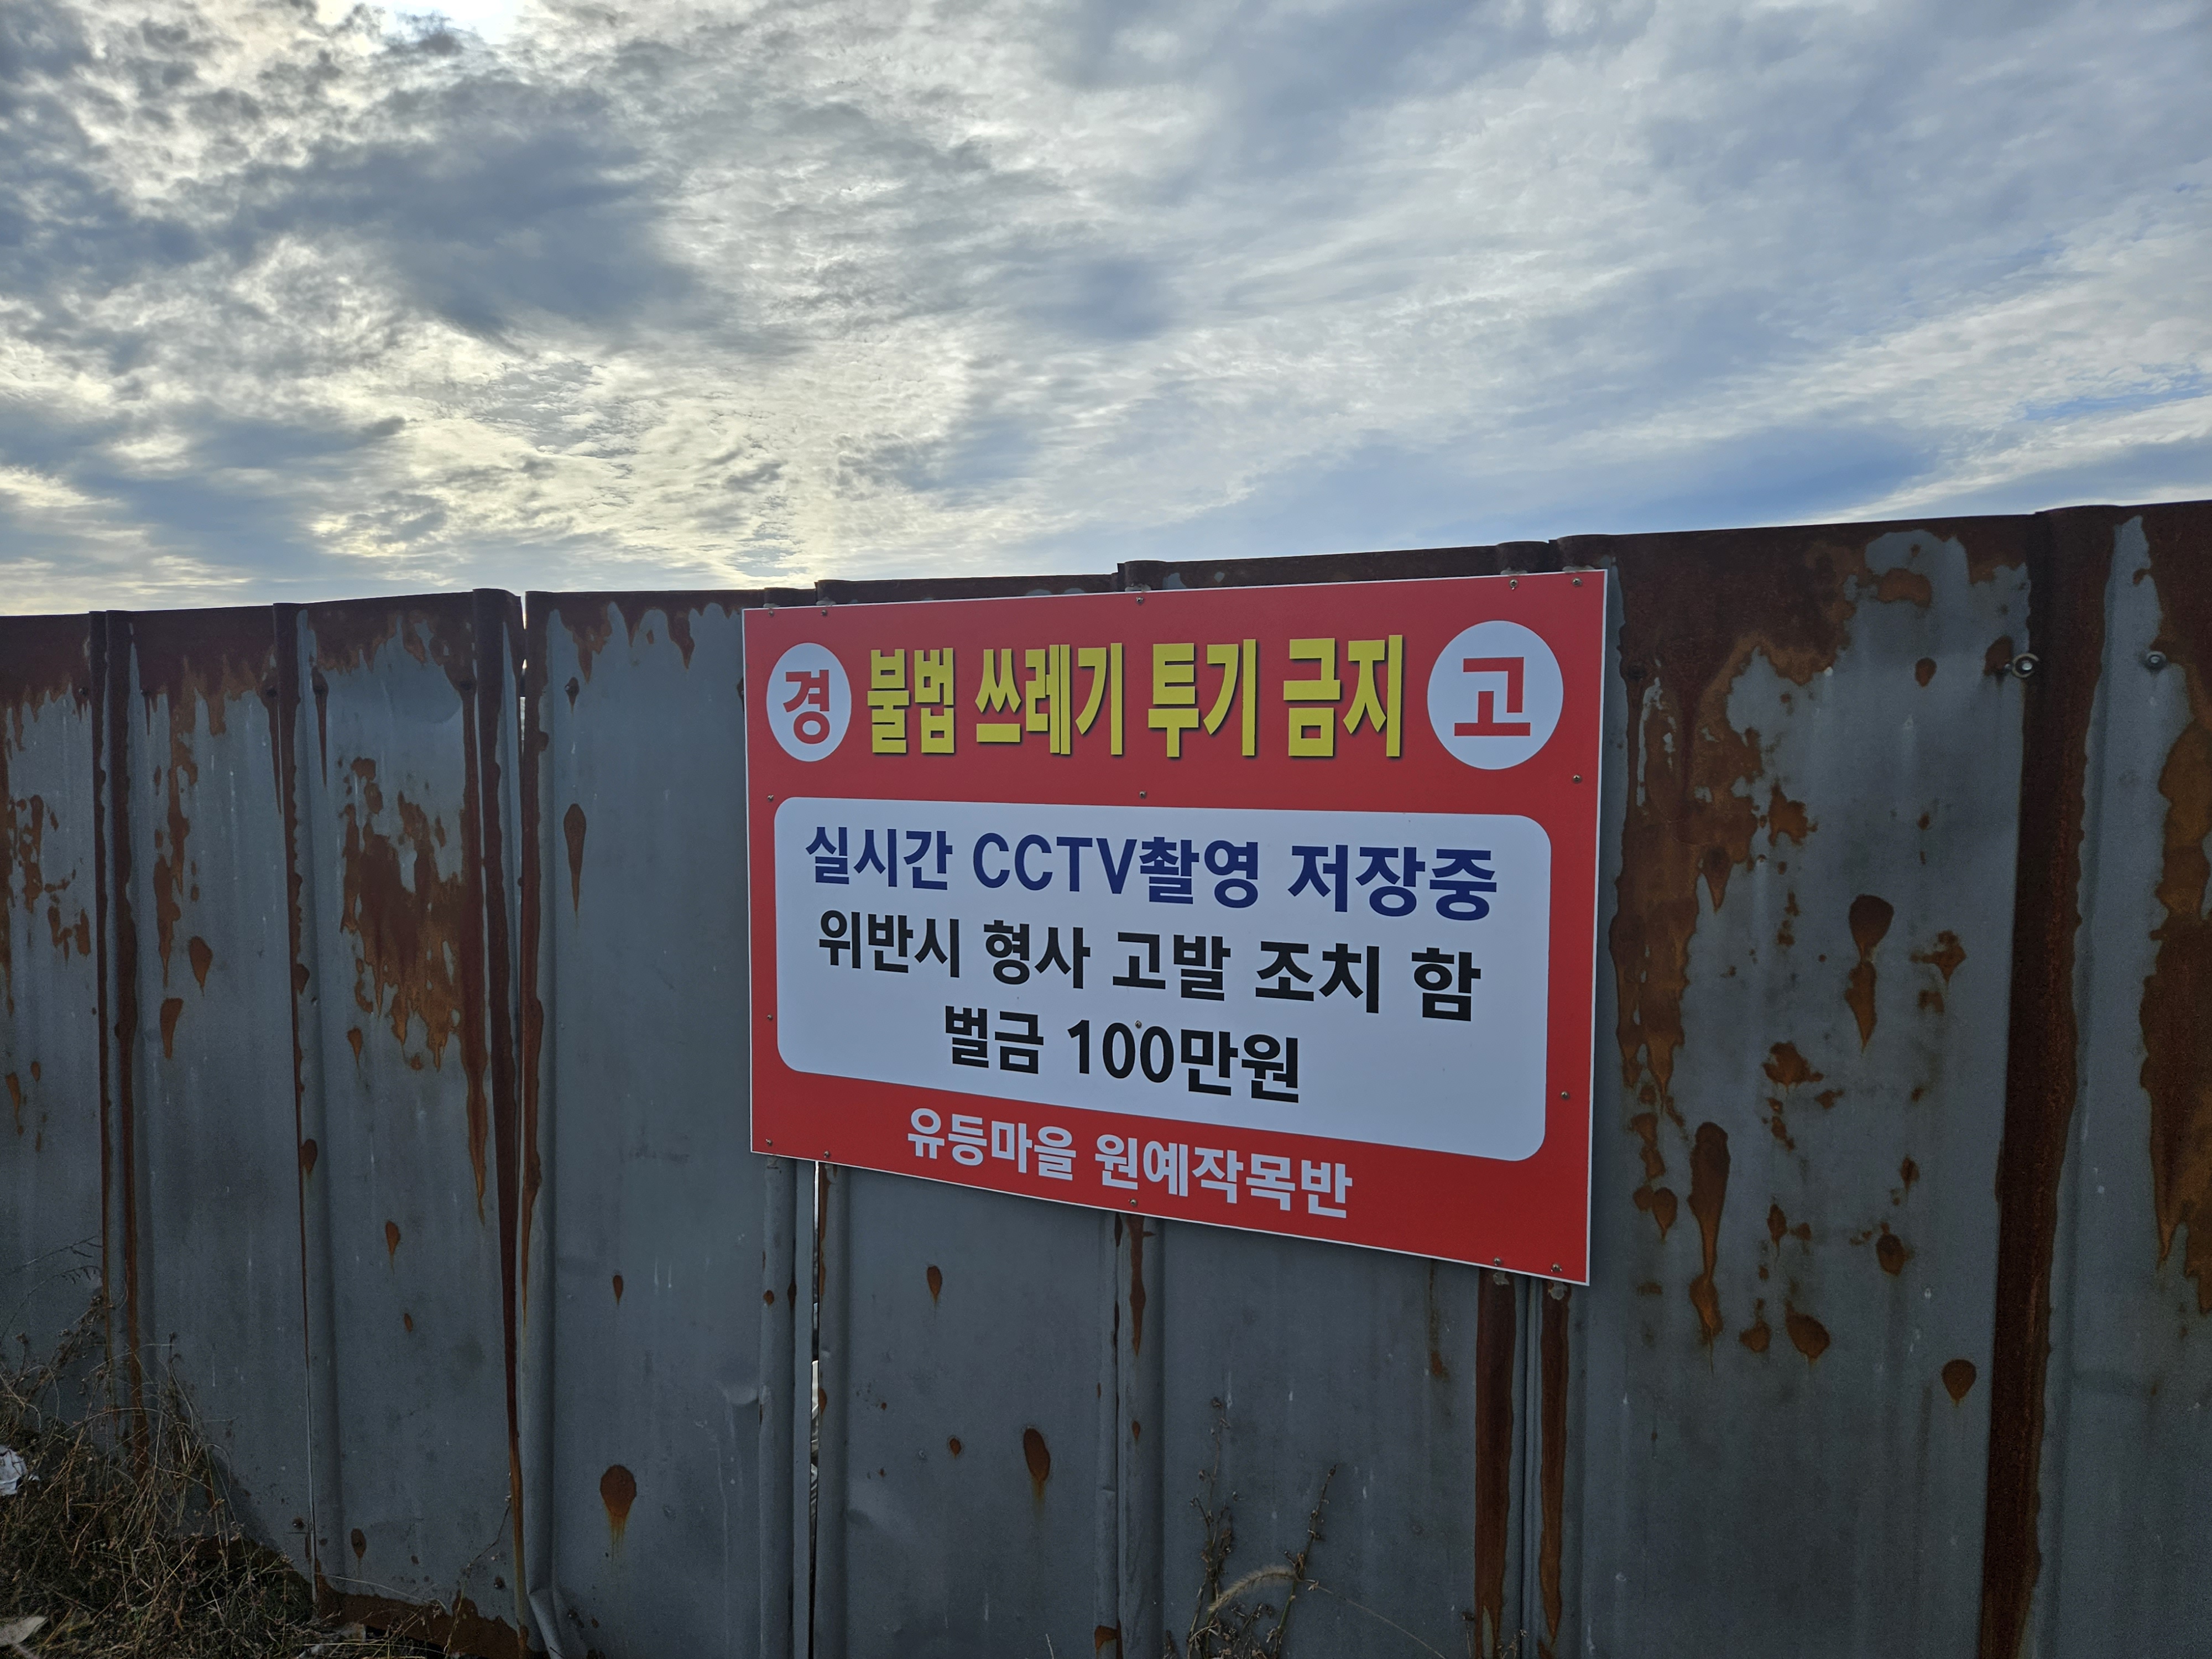 경 불법 쓰레기 투기 금지 고
실시간 CCTV촬영 저장중
위반시 형사 고발 조치 함
벌금 100만원
유등마을 원예작목반